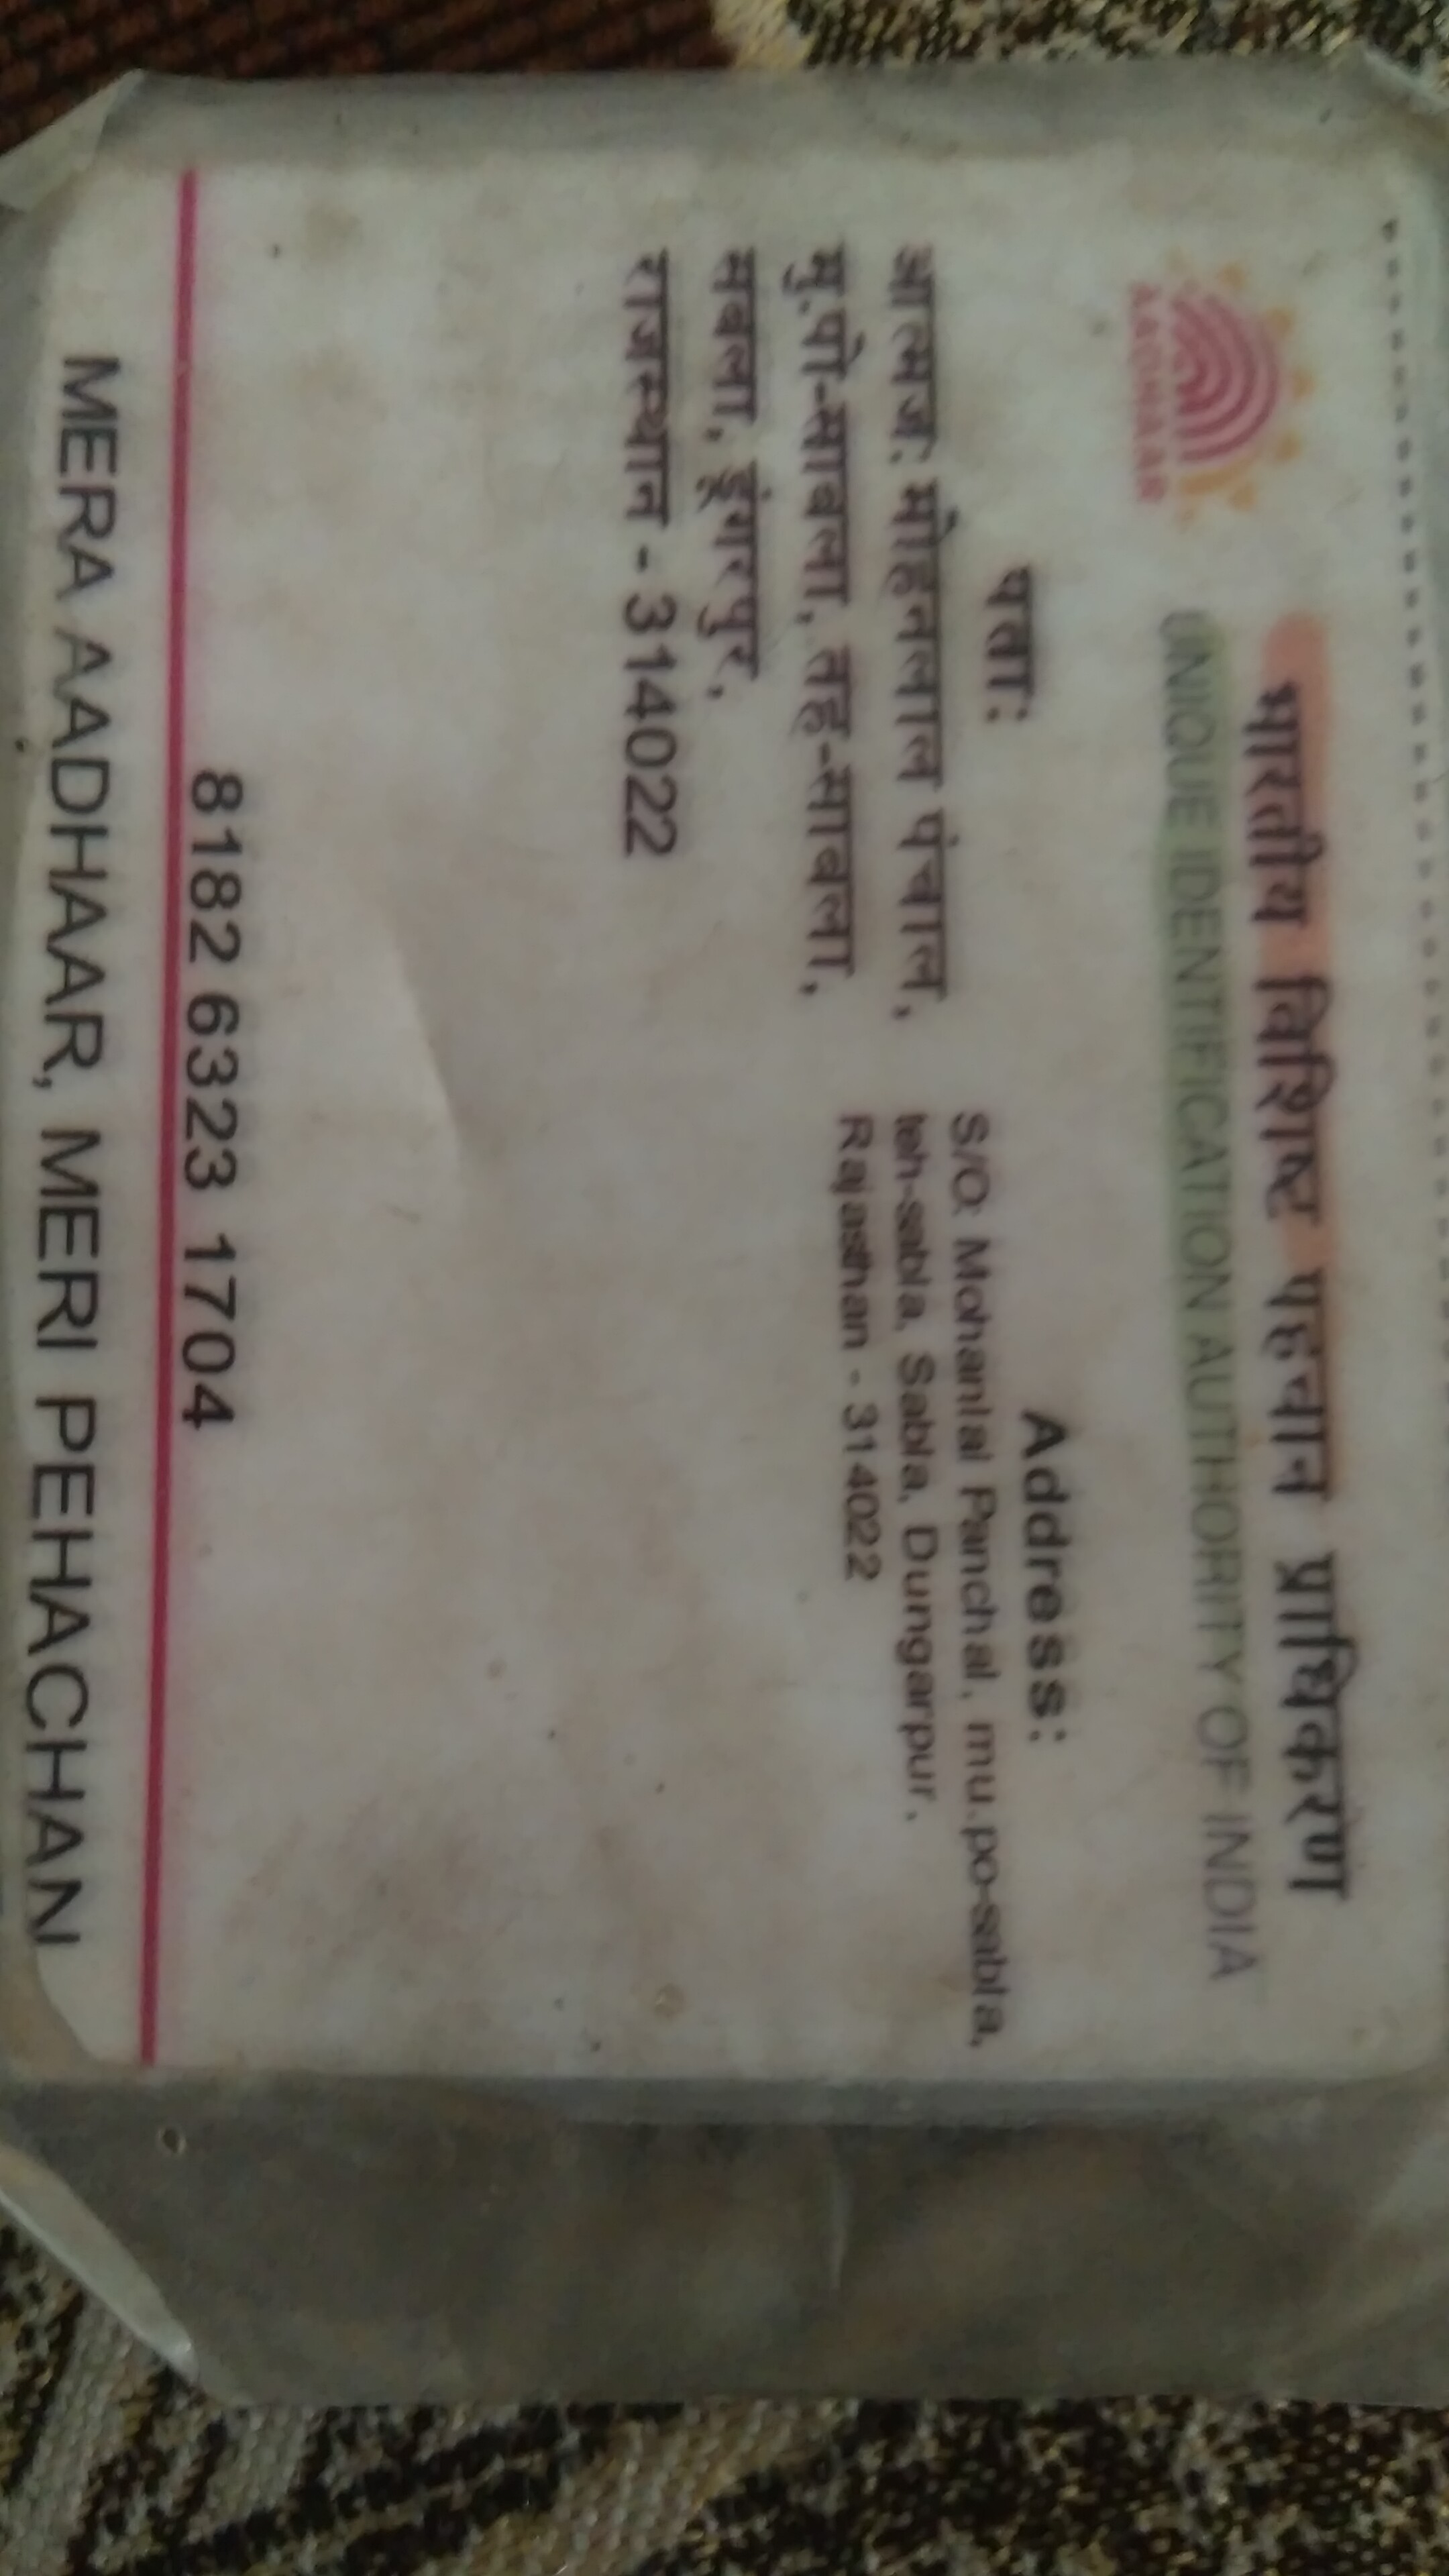 भारतीय विशिष्ट पहचान प्राधिकरण
UNIQUE IDENTIFICATION AUTHORITY OF INDIA
AADHAAR
पता:
आत्मज: मोहनलाल पंचाल,
मु.पो-साबला, तह-साबला,
सबला, डूंगरपुर,
राजस्थान - 314022
Address:
S/O: Mohanlal Panchal, mu.po-sabla,
teh-sabla, Sabla, Dungarpur,
Rajasthan - 314022
8182 6323 1704
MERA AADHAAR, MERI PEHACHAN